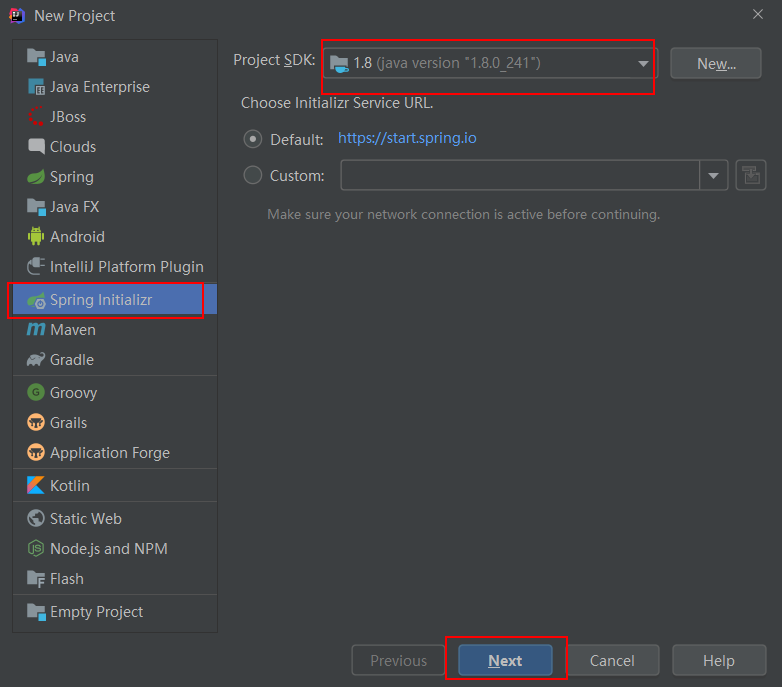 New Project
Java
Java Enterprise
JBoss
Clouds
Spring
Java FX
Android
IntelliJ Platform Plugin
Spring Initializr
Maven
Gradle
Groovy
Grails
Application Forge
Kotlin
Static Web
Node.js and NPM
Flash
Empty Project
Project SDK: 1.8 (java version "1.8.0_241") New...
Choose Initializr Service URL.
Default: https://start.spring.io
Custom:
Make sure your network connection is active before continuing.
Previous Next Cancel Help